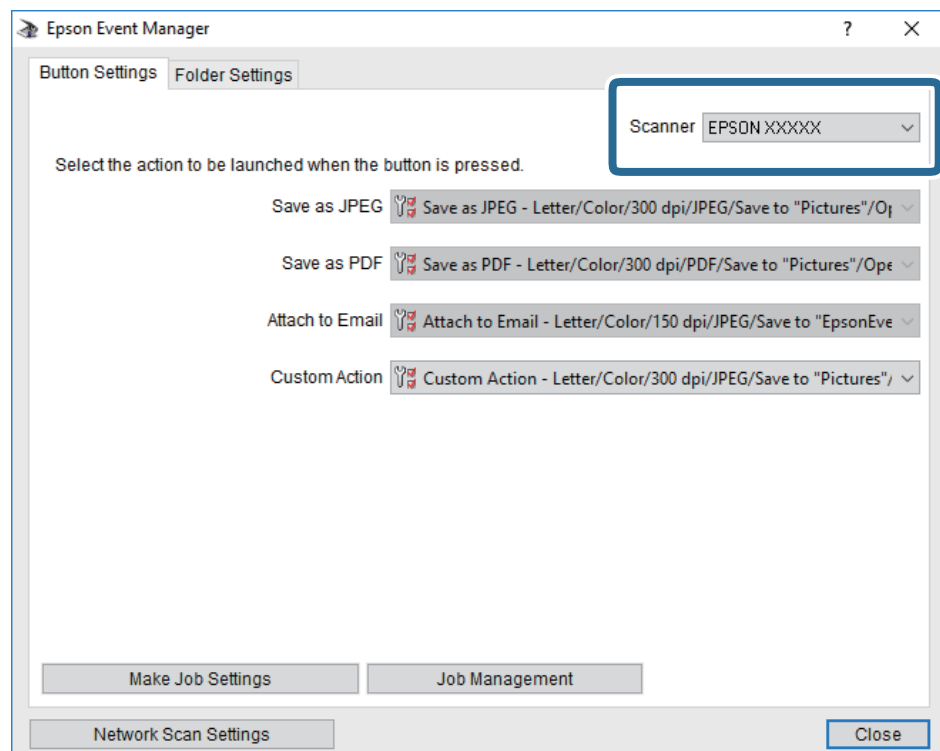 Epson Event Manager
Button Settings Folder Settings
Scanner EPSON XXXXX
Select the action to be launched when the button is pressed.
Save as JPEG Save as JPEG - Letter/Color/300 dpi/JPEG/Save to "Pictures"/Op
Save as PDF Save as PDF - Letter/Color/300 dpi/PDF/Save to "Pictures"/Ope
Attach to Email Attach to Email - Letter/Color/150 dpi/JPEG/Save to "EpsonEve
Custom Action Custom Action - Letter/Color/300 dpi/JPEG/Save to "Pictures"/
Make Job Settings Job Management
Network Scan Settings Close